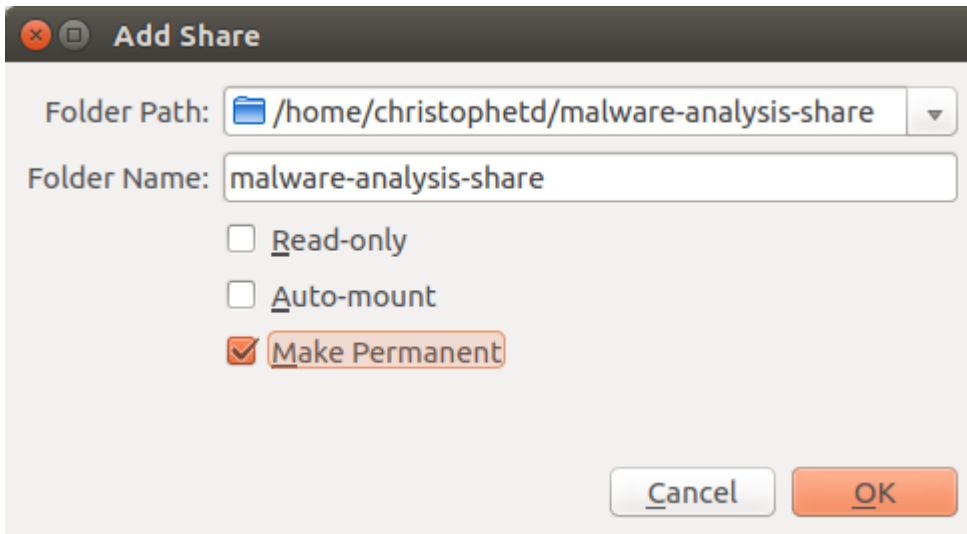 Add Share
Folder Path: /home/christophetd/malware-analysis-share
Folder Name: malware-analysis-share
Read-only
Auto-mount
Make Permanent
Cancel OK